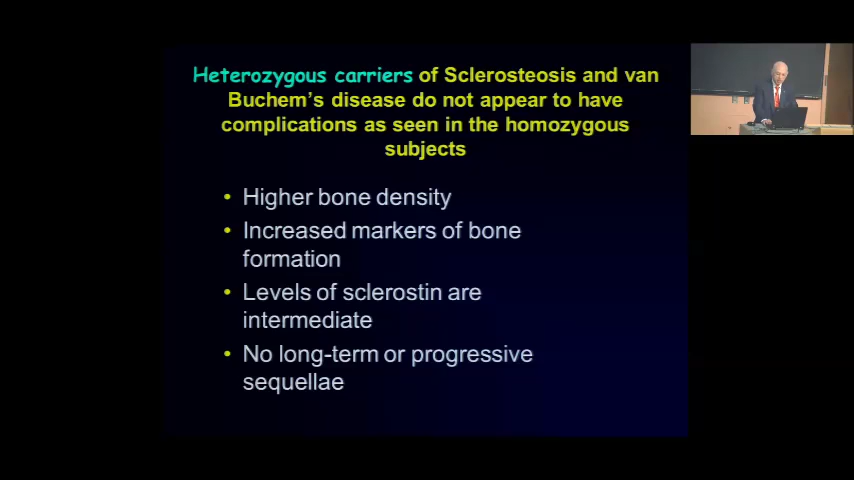 Heterozygous carriers of Sclerosteosis and van
Buchem's disease do not appear to have
complications as seen in the homozygous
subjects
• Higher bone density
• Increased markers of bone
formation
• Levels of sclerostin are
intermediate
• No long-term or progressive
sequellae